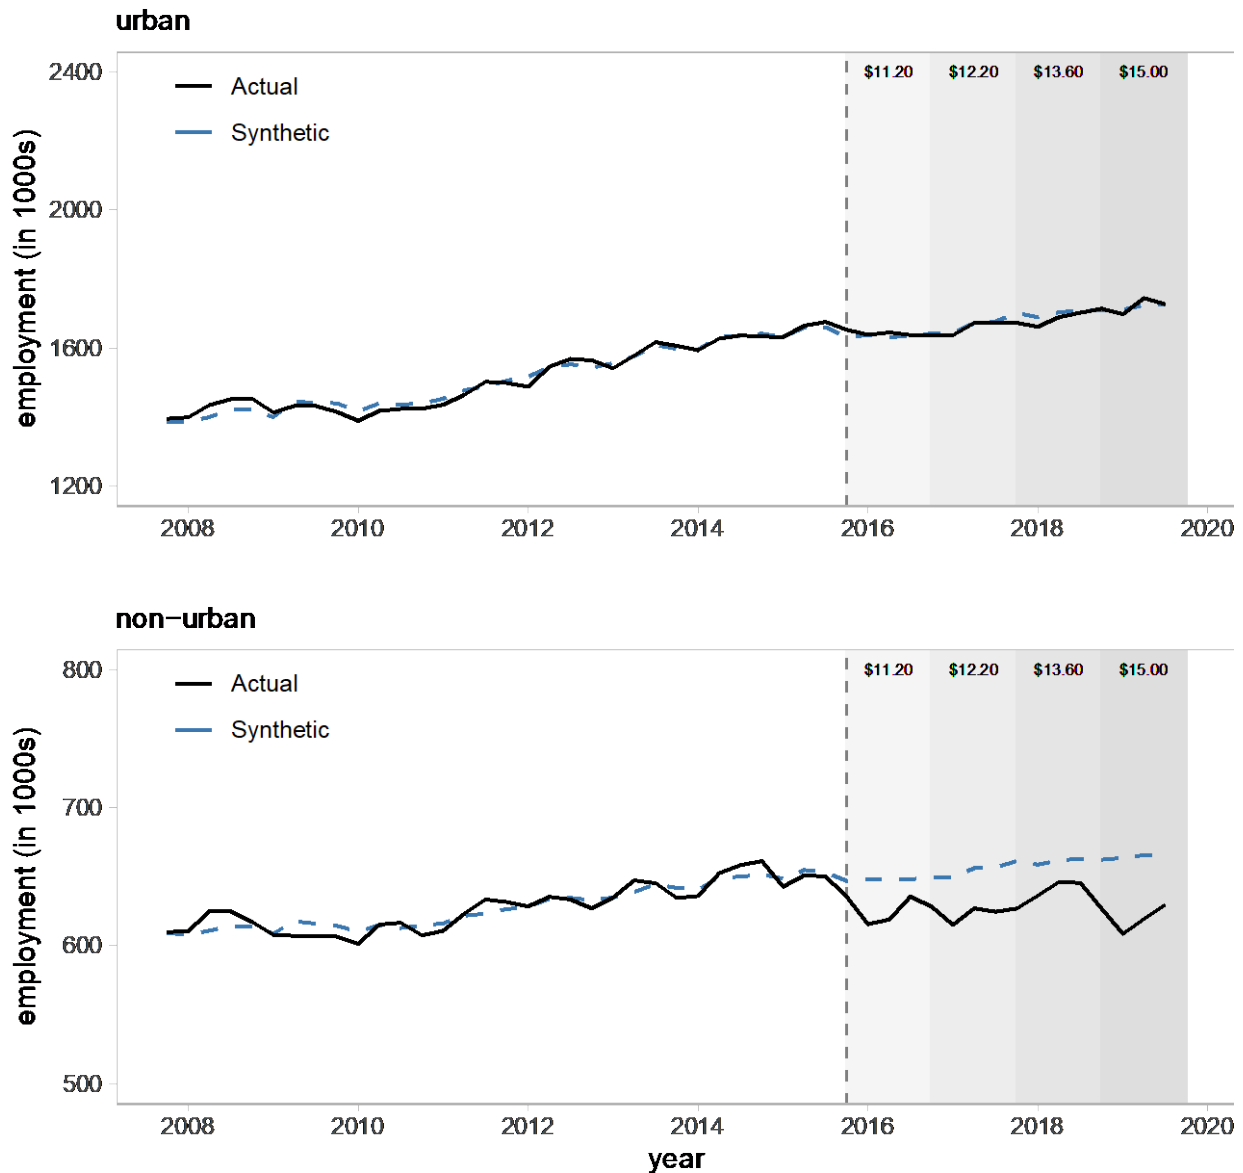 urban
Actual
Synthetic
$11.20 $12.20 $13.60 $15.00
employment (in 1000s)
2400
2000
1600
1200
2008 2010 2012 2014 2016 2018 2020
non-urban
Actual
Synthetic
$11.20 $12.20 $13.60 $15.00
employment (in 1000s)
800
700
600
500
2008 2010 2012 2014 2016 2018 2020
year